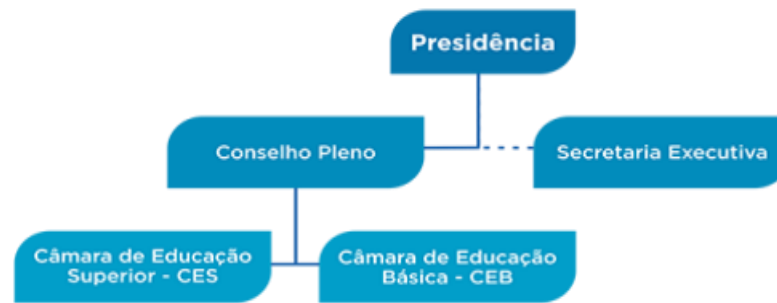 Presidência
Conselho Pleno
Secretaria Executiva
Câmara de Educação
Superior - CES
Câmara de Educação
Básica - CEB